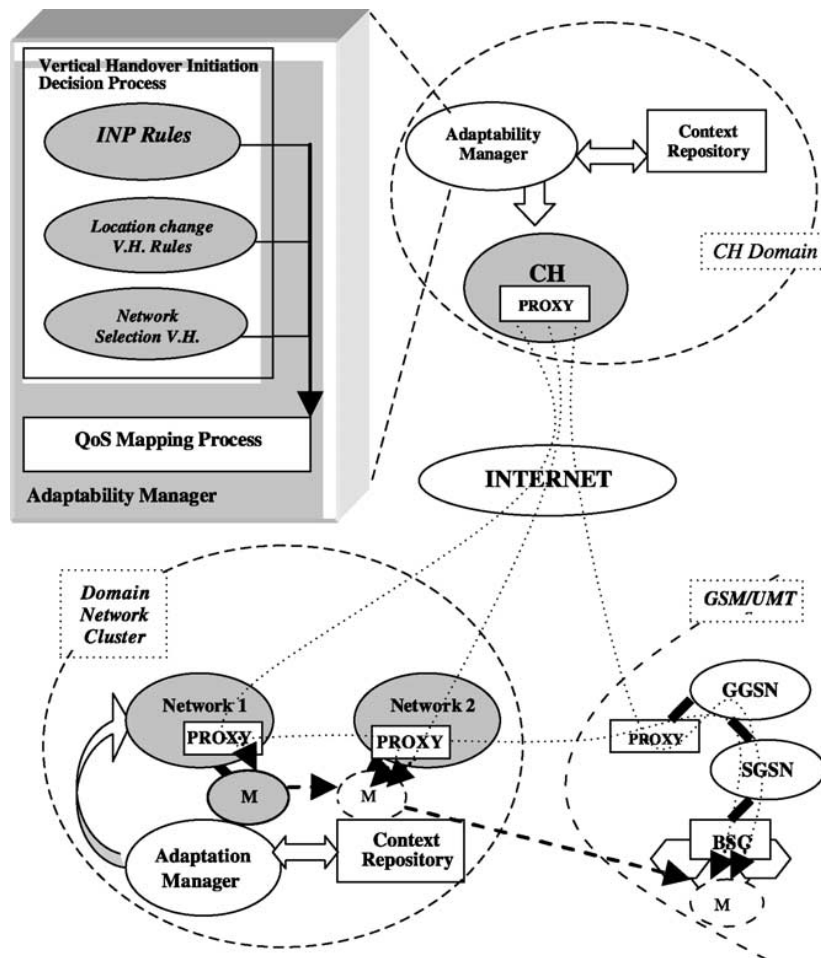 Vertical Handover Initiation
Decision Process
INP Rules
Location change
V.H. Rules
Network
Selection V.H.
QoS Mapping Process
Adaptability Manager
Adaptability
Manager
Context
Repository
CH Domain
CH
PROXY
INTERNET
Domain
Network
Cluster
GSM/UMT
Network 1
PROXY
Network 2
PROXY
M
M
Adaptation
Manager
Context
Repository
GGSN
PROXY
SGSN
BSC
M